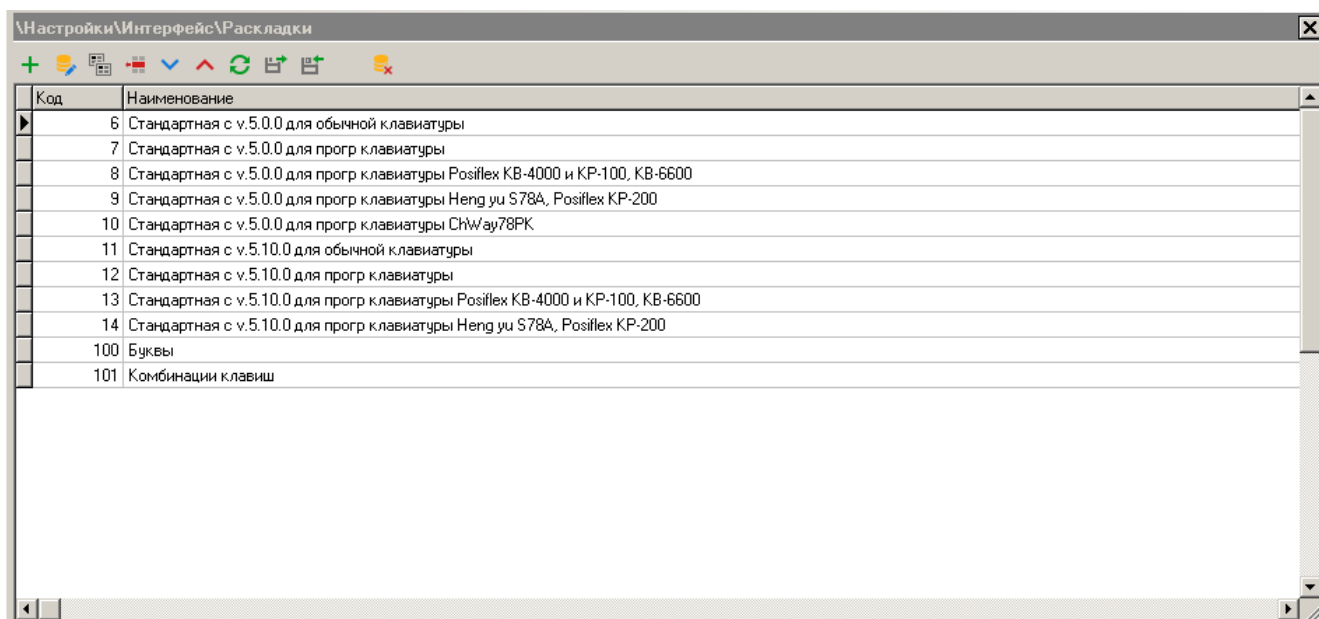 \Настройки\Интерфейс\Раскладки
Код Наименование
6 Стандартная с v.5.0.0 для обычной клавиатуры
7 Стандартная с v.5.0.0 для прогр клавиатуры
8 Стандартная с v.5.0.0 для прогр клавиатуры Posiflex KB-4000 и KP-100, KB-6600
9 Стандартная с v.5.0.0 для прогр клавиатуры Heng yu S78A, Posiflex KP-200
10 Стандартная с v.5.0.0 для прогр клавиатуры ChWay78PK
11 Стандартная с v.5.10.0 для обычной клавиатуры
12 Стандартная с v.5.10.0 для прогр клавиатуры
13 Стандартная с v.5.10.0 для прогр клавиатуры Posiflex KB-4000 и KP-100, KB-6600
14 Стандартная с v.5.10.0 для прогр клавиатуры Heng yu S78A, Posiflex KP-200
100 Буквы
101 Комбинации клавиш